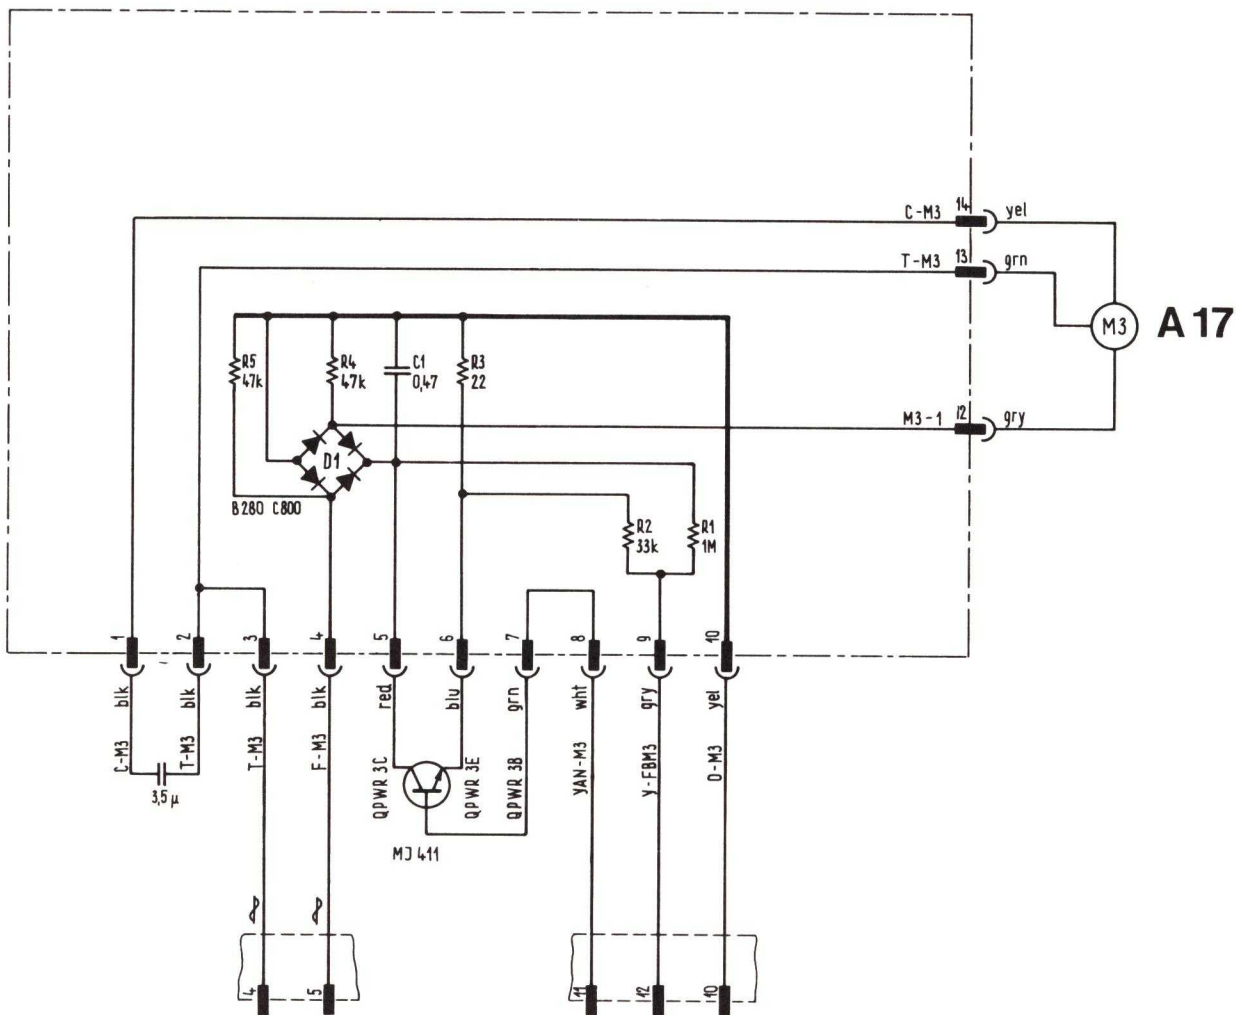 C-M3 14 yel
T-M3 13 grn
M3 A17
R5 47k
R4 47k
C1 0,47
R3 22
M3-1 12 gry
D1
B280 C800
R2 33k
R1 1M
1 2 3 4 5 6 7 8 9 10
blk blk blk blk red blu grn wht gry yel
C-M3 T-M3 T-M3 F-M3 QPWR 3C QPWR 3E QPWR 3B YAN-M3 Y-FBM3 0-M3
3,5 µ
MJ 411
4 5 11 12 10